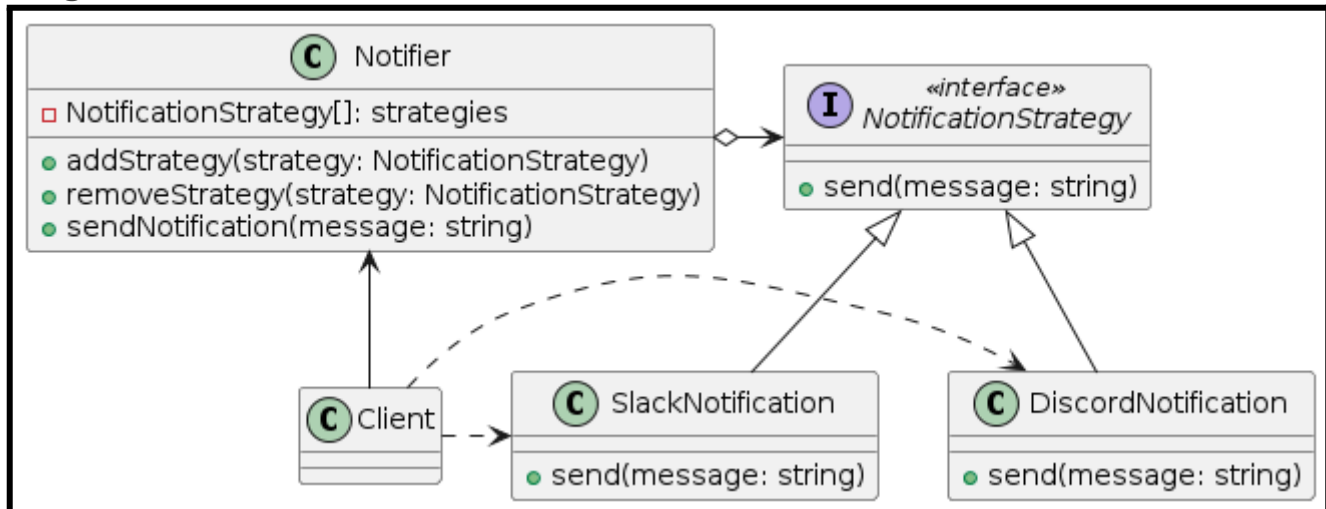 C Notifier
NotificationStrategy[]: strategies
addStrategy(strategy: NotificationStrategy)
removeStrategy(strategy: NotificationStrategy)
sendNotification(message: string)
I «interface»
NotificationStrategy
send(message: string)
C Client
C SlackNotification
send(message: string)
C DiscordNotification
send(message: string)